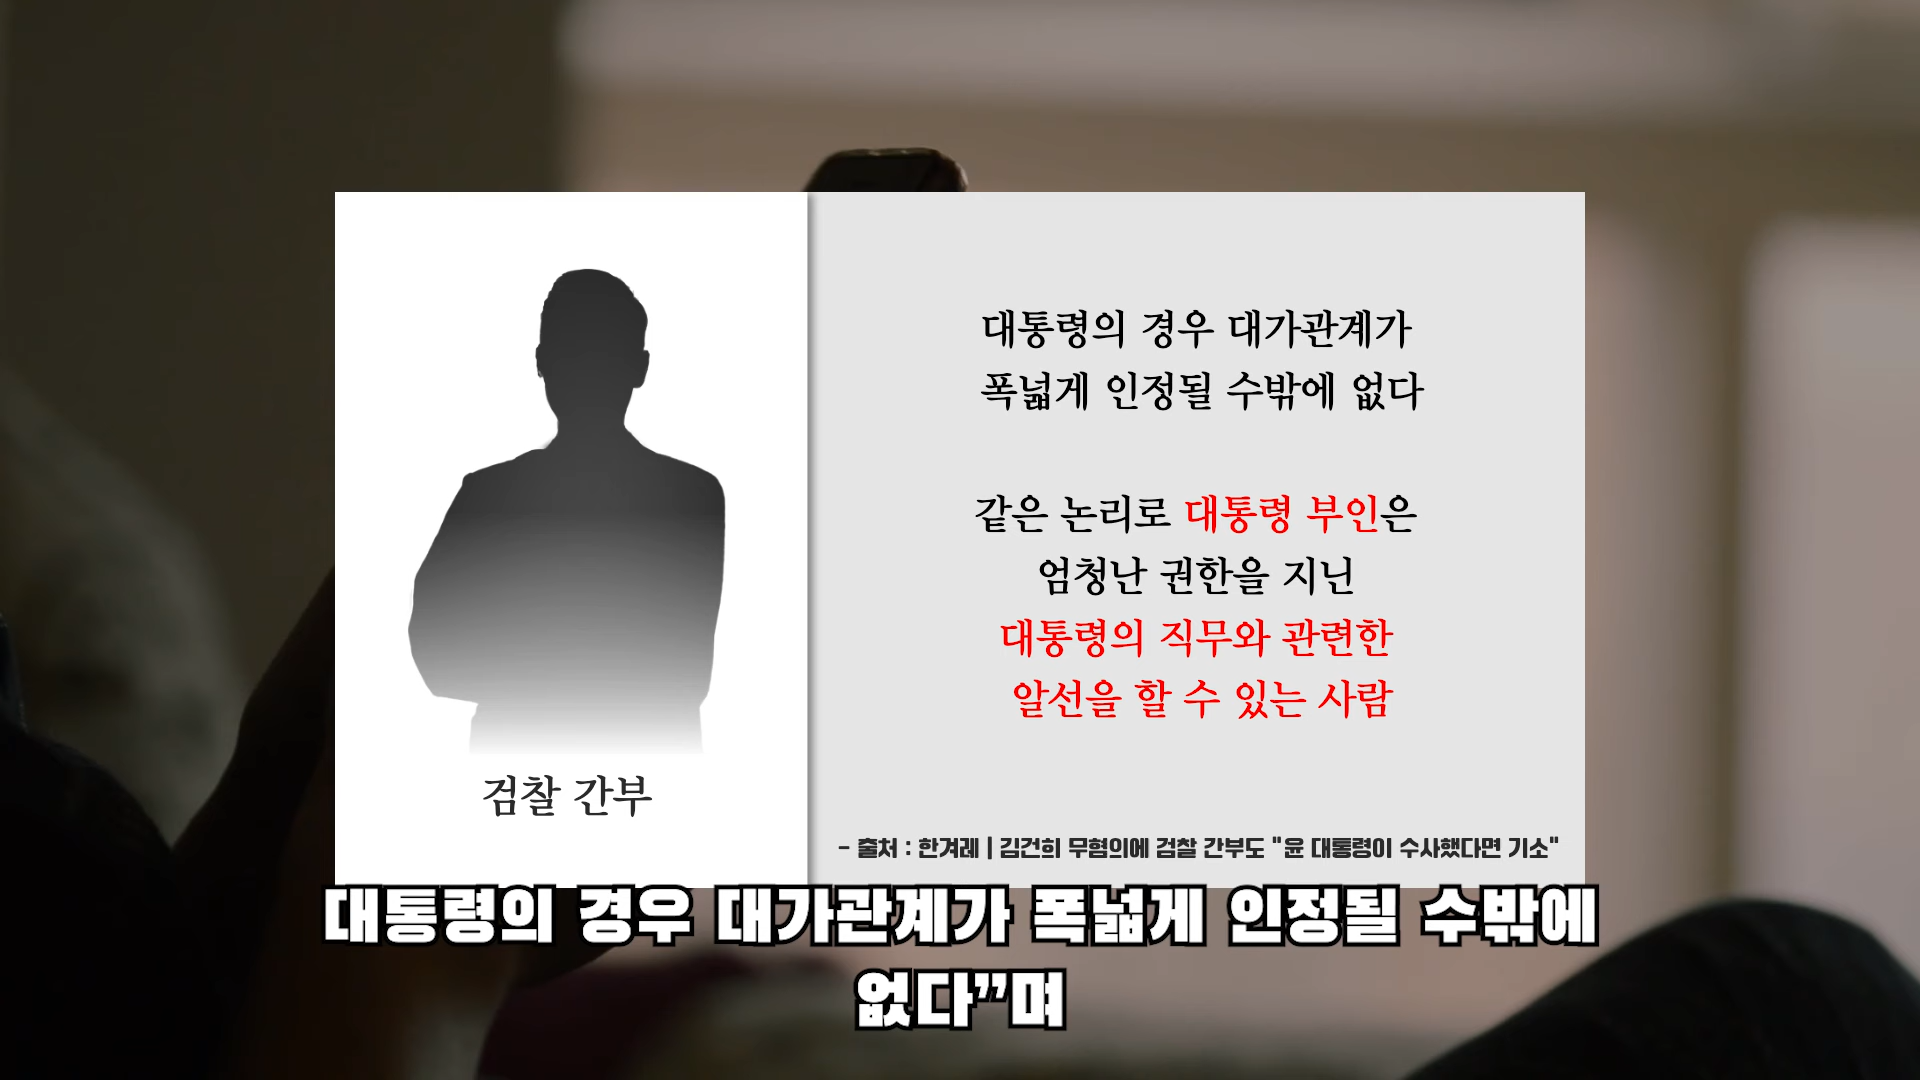 대통령의 경우 대가관계가
폭넓게 인정될 수밖에 없다
같은 논리로 대통령 부인은
엄청난 권한을 지닌
대통령의 직무와 관련한
알선을 할 수 있는 사람
검찰 간부
- 출처 : 한겨레 | 김건희 무혐의에 검찰 간부도 "윤 대통령이 수사했다면 기소"
대통령의 경우 대가관계가 폭넓게 인정될 수밖에
없다”며